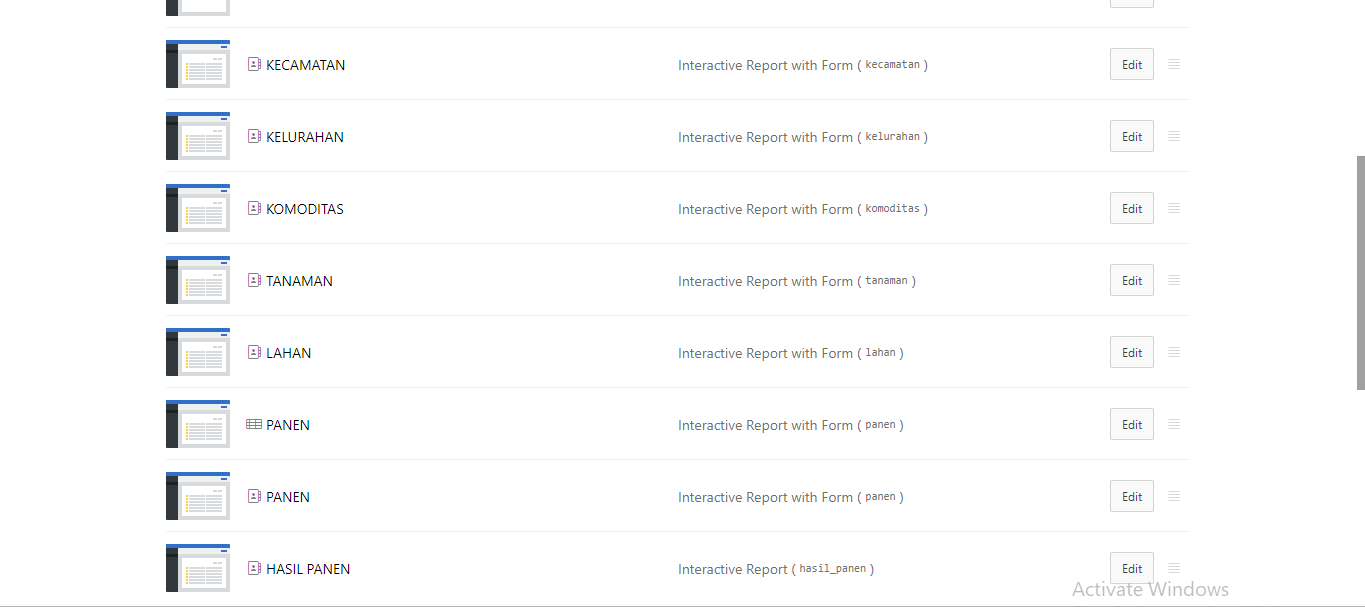 KECAMATAN Interactive Report with Form ( kecamatan ) Edit
KELURAHAN Interactive Report with Form ( kelurahan ) Edit
KOMODITAS Interactive Report with Form ( komoditas ) Edit
TANAMAN Interactive Report with Form ( tanaman ) Edit
LAHAN Interactive Report with Form ( lahan ) Edit
PANEN Interactive Report with Form ( panen ) Edit
PANEN Interactive Report with Form ( panen ) Edit
HASIL PANEN Interactive Report ( hasil_panen ) Edit
Activate Windows